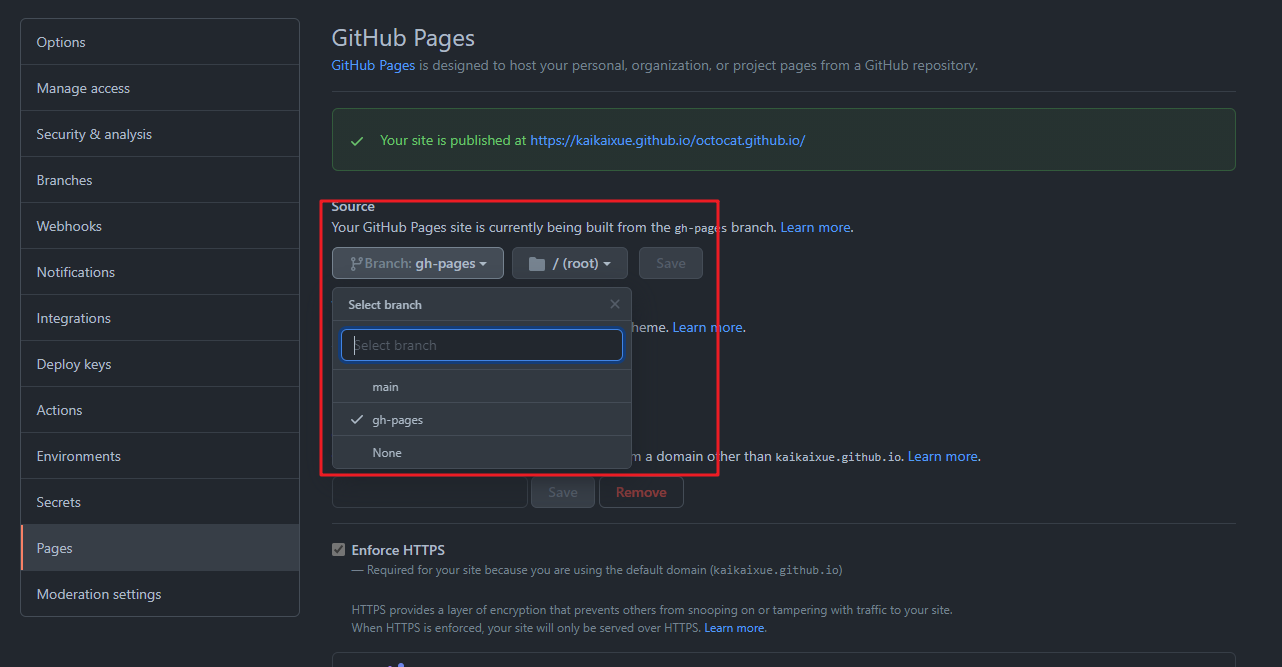 Options
Manage access
Security & analysis
Branches
Webhooks
Notifications
Integrations
Deploy keys
Actions
Environments
Secrets
Pages
Moderation settings
GitHub Pages
GitHub Pages is designed to host your personal, organization, or project pages from a GitHub repository.
Your site is published at https://kaikaixue.github.io/octocat.github.io/
Source
Your GitHub Pages site is currently being built from the gh-pages branch. Learn more.
Branch: gh-pages / (root) Save
Select branch
heme. Learn more.
Select branch
main
gh-pages
None
m a domain other than kaikaixue.github.io. Learn more.
Save Remove
Enforce HTTPS
— Required for your site because you are using the default domain (kaikaixue.github.io)
HTTPS provides a layer of encryption that prevents others from snooping on or tampering with traffic to your site.
When HTTPS is enforced, your site will only be served over HTTPS. Learn more.